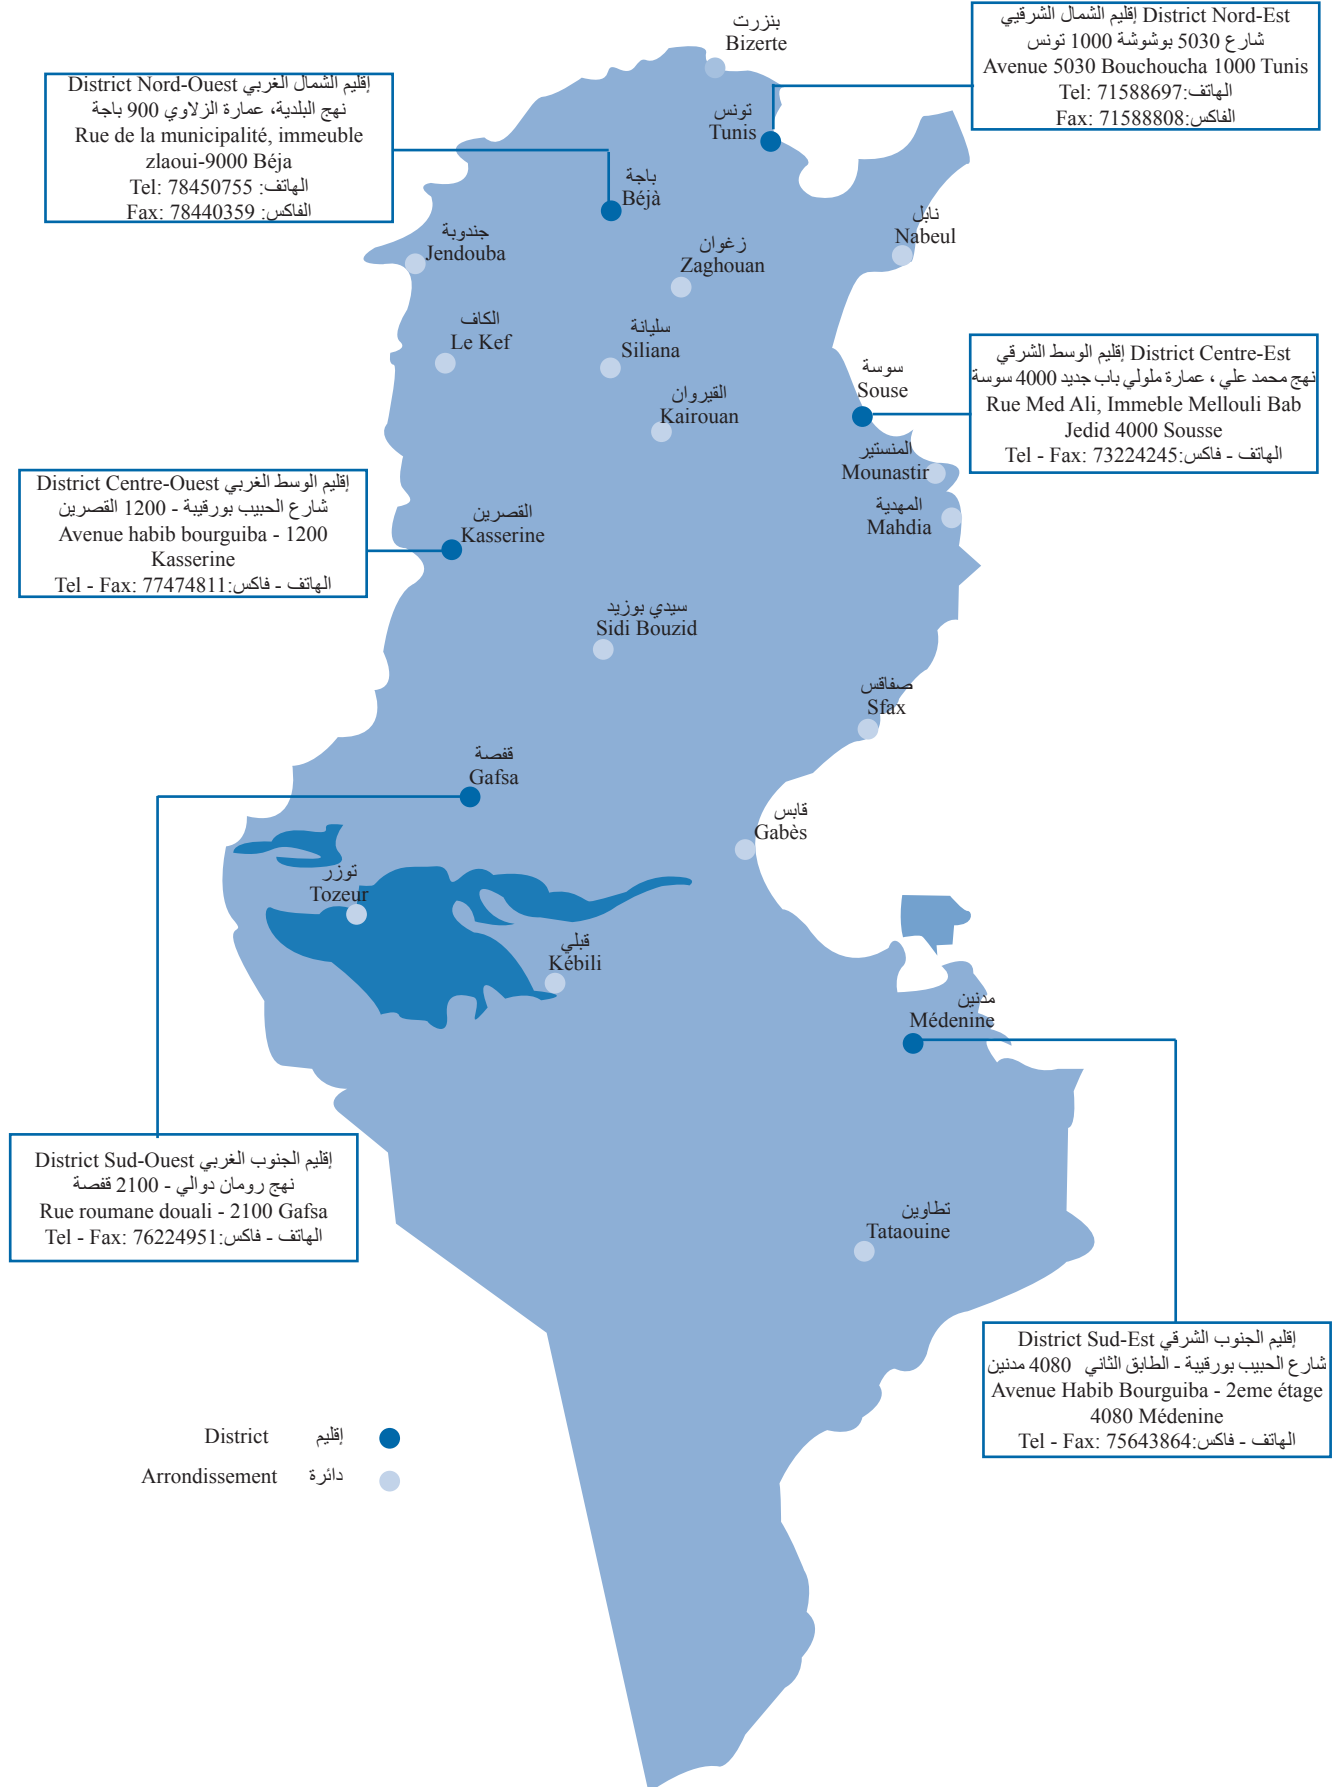 بنزرت
Bizerte
District Nord-Est إقليم الشمال الشرقيي
شارع 5030 بوشوشة 1000 تونس
Avenue 5030 Bouchoucha 1000 Tunis
Tel: 71588697:الهاتف
Fax: 71588808:الفاكس
District Nord-Ouest إقليم الشمال الغربي
نهج البلدية، عمارة الزلاوي 900 باجة
Rue de la municipalité, immeuble
zlaoui-9000 Béja
Tel: 78450755 :الهاتف
Fax: 78440359 :الفاكس
تونس
Tunis
باجة
Béjà
نابل
Nabeul
جندوبة
Jendouba
زغوان
Zaghouan
الكاف
Le Kef
سليانة
Siliana
سوسة
Souse
District Centre-Est إقليم الوسط الشرقي
نهج محمد علي ، عمارة ملولي باب جديد 4000 سوسة
Rue Med Ali, Immeble Mellouli Bab
Jedid 4000 Sousse
Tel - Fax: 73224245:الهاتف - فاكس
القيروان
Kairouan
المنستير
Mounastir
المهدية
Mahdia
District Centre-Ouest إقليم الوسط الغربي
شارع الحبيب بورقيبة - 1200 القصرين
Avenue habib bourguiba - 1200
Kasserine
Tel - Fax: 77474811:الهاتف - فاكس
القصرين
Kasserine
سيدي بوزيد
Sidi Bouzid
صفاقس
Sfax
قفصة
Gafsa
قابس
Gabès
توزر
Tozeur
قبلي
Kébili
مدنين
Médenine
District Sud-Ouest إقليم الجنوب الغربي
نهج رومان دوالي - 2100 قفصة
Rue roumane douali - 2100 Gafsa
Tel - Fax: 76224951:الهاتف - فاكس
تطاوين
Tataouine
District Sud-Est إقليم الجنوب الشرقي
شارع الحبيب بورقيبة - الطابق الثاني 4080 مدنين
Avenue Habib Bourguiba - 2eme étage
4080 Médenine
Tel - Fax: 75643864:الهاتف - فاكس
District إقليم
Arrondissement دائرة